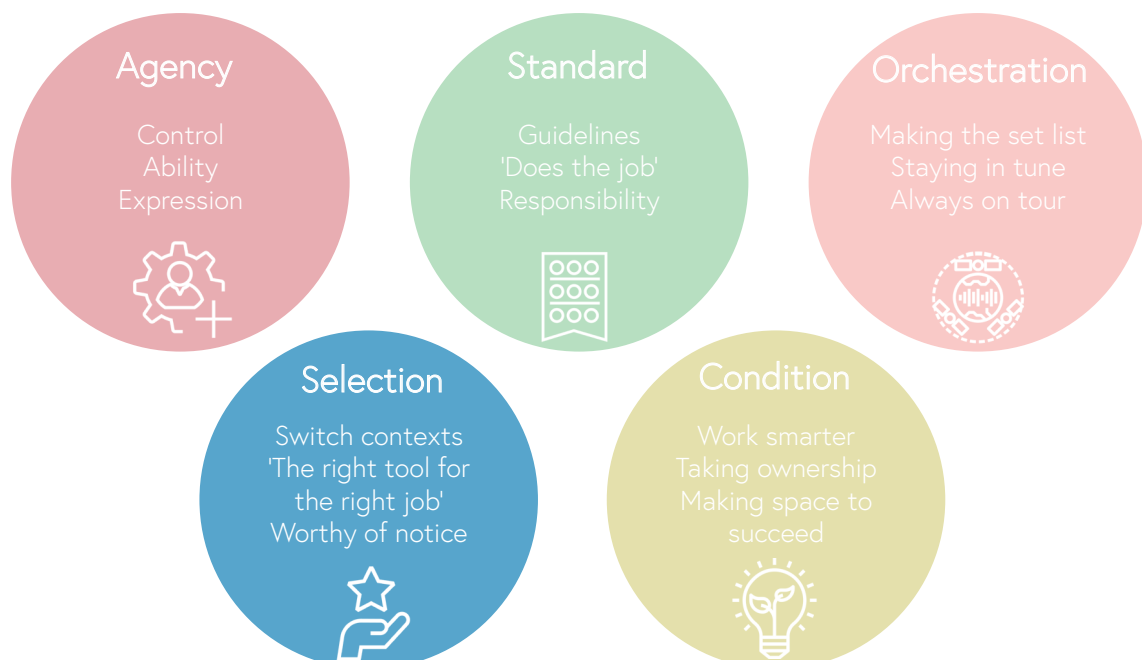 Agency
Control
Ability
Expression
Standard
Guidelines
'Does the job'
Responsibility
Orchestration
Making the set list
Staying in tune
Always on tour
Selection
Switch contexts
'The right tool for
the right job'
Worthy of notice
Condition
Work smarter
Taking ownership
Making space to
succeed